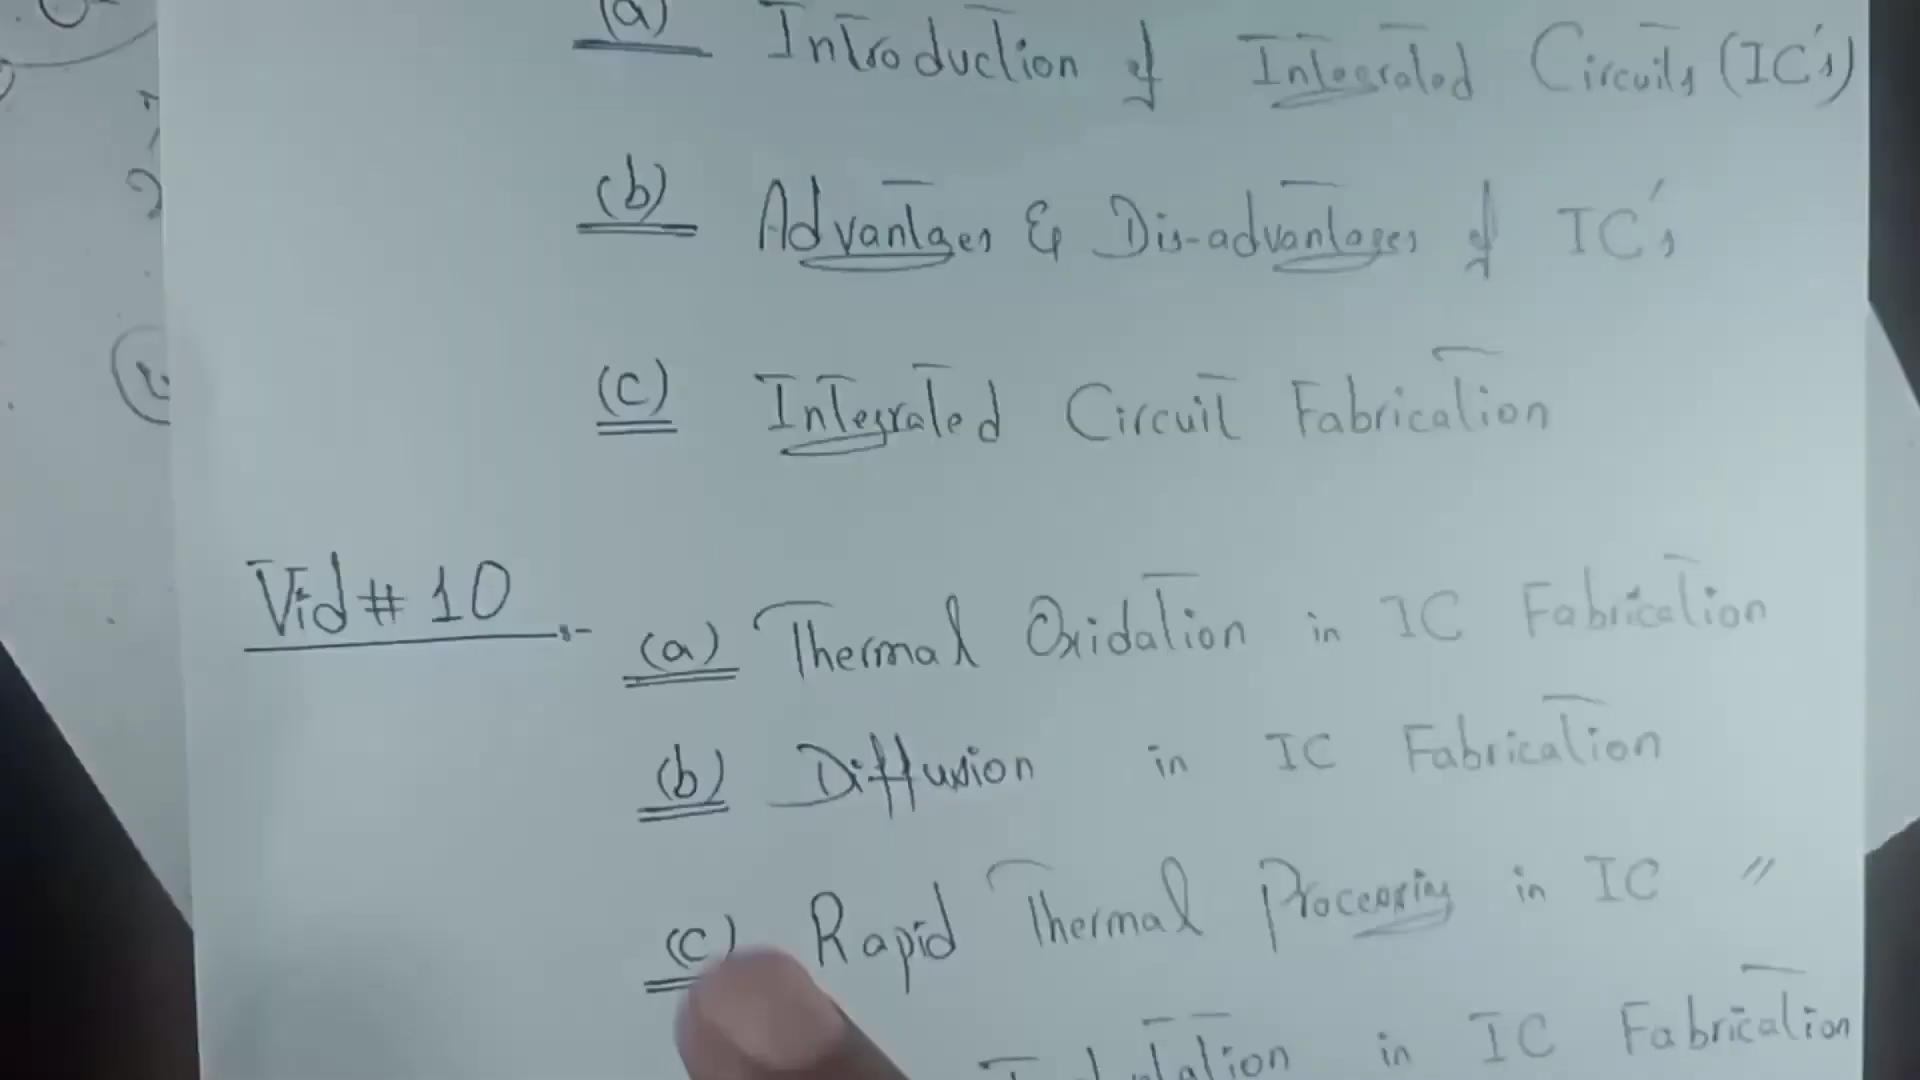 (a) Introduction of Integrated Circuits (IC's)
(b) Advantges & Dis-advantages of IC's
(c) Integrated Circuit Fabrication
Vid # 10 :-
(a) Thermal Oxidation in IC Fabrication
(b) Diffusion in IC Fabrication
(c) Rapid Thermal Processing in IC "
in IC Fabrication